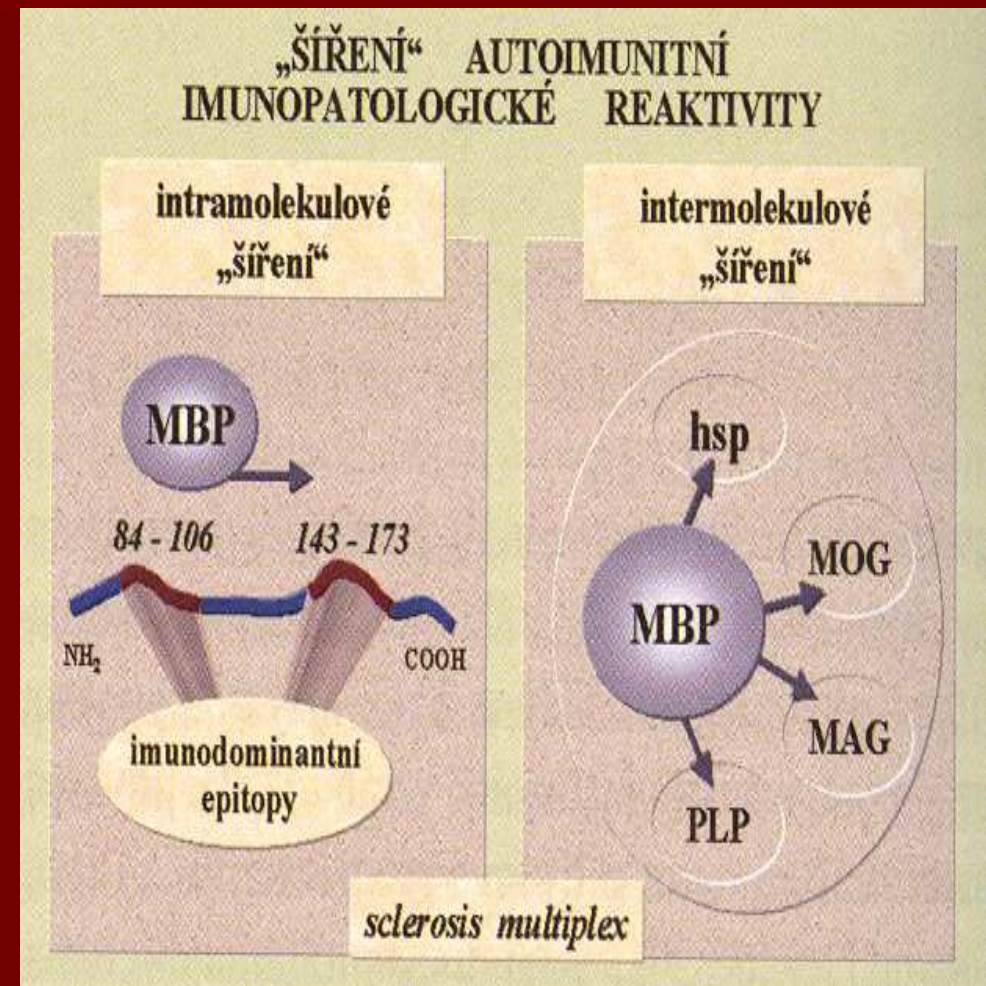 „ŠÍŘENÍ“ AUTOIMUNITNÍ
IMUNOPATOLOGICKÉ REAKTIVITY
intramolekulové
„šíření“
MBP
84 - 106 143 - 173
NH₂ COOH
imunodominantní
epitopy
intermolekulové
„šíření“
hsp
MOG
MBP
MAG
PLP
sclerosis multiplex